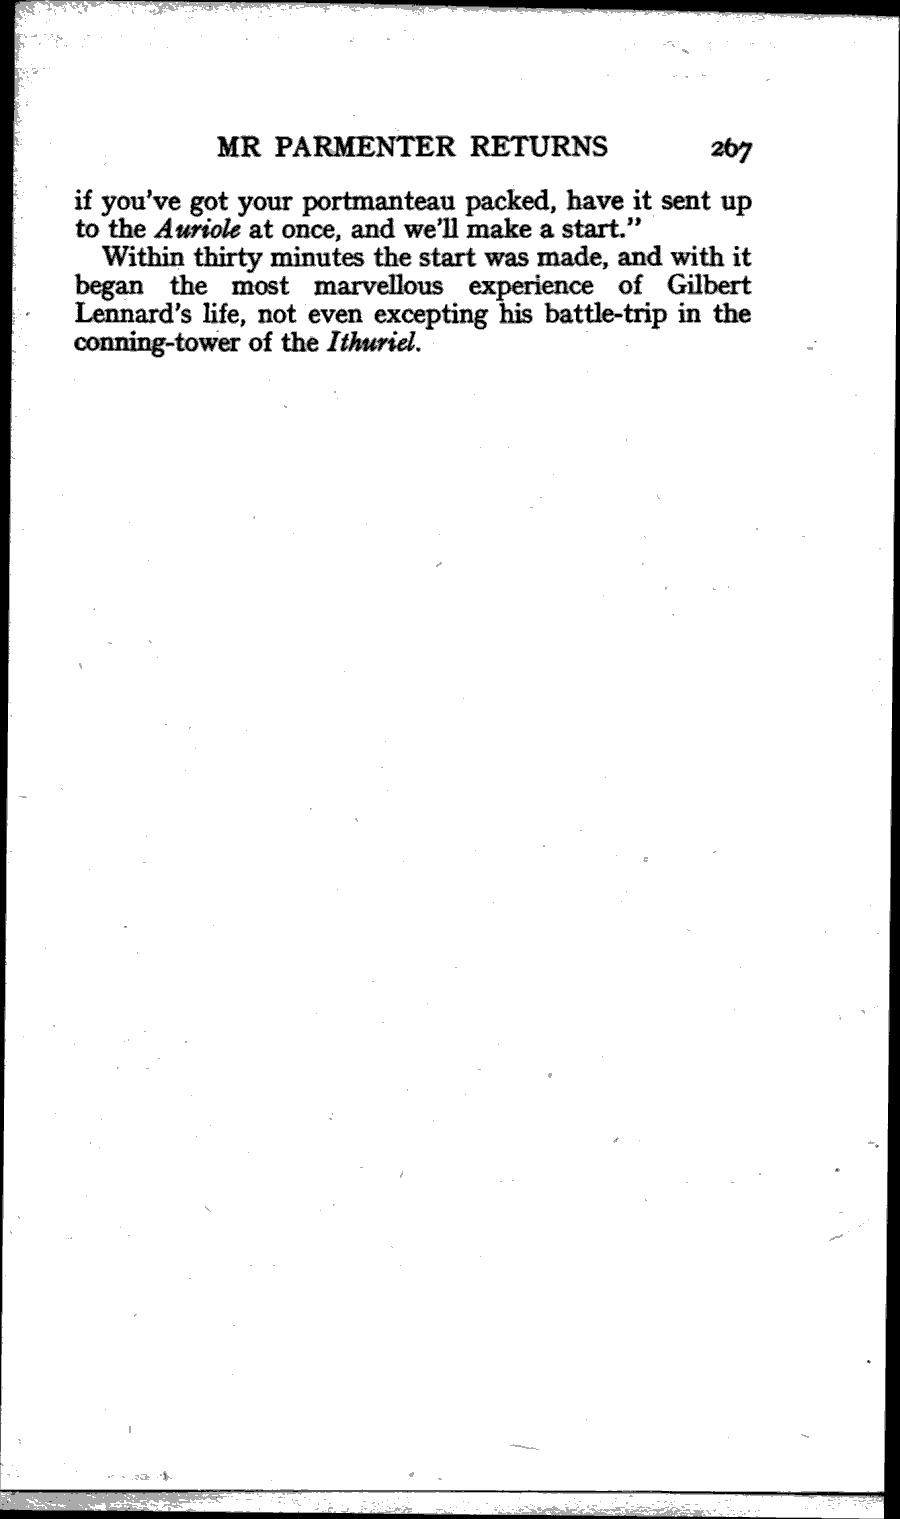 MR PARMENTER RETURNS 267
if you've got your portmanteau packed, have it sent up
to the Auriole at once, and we'll make a start."
Within thirty minutes the start was made, and with it
began the most marvellous experience of Gilbert
Lennard's life, not even excepting his battle-trip in the
conning-tower of the Ithuriel.